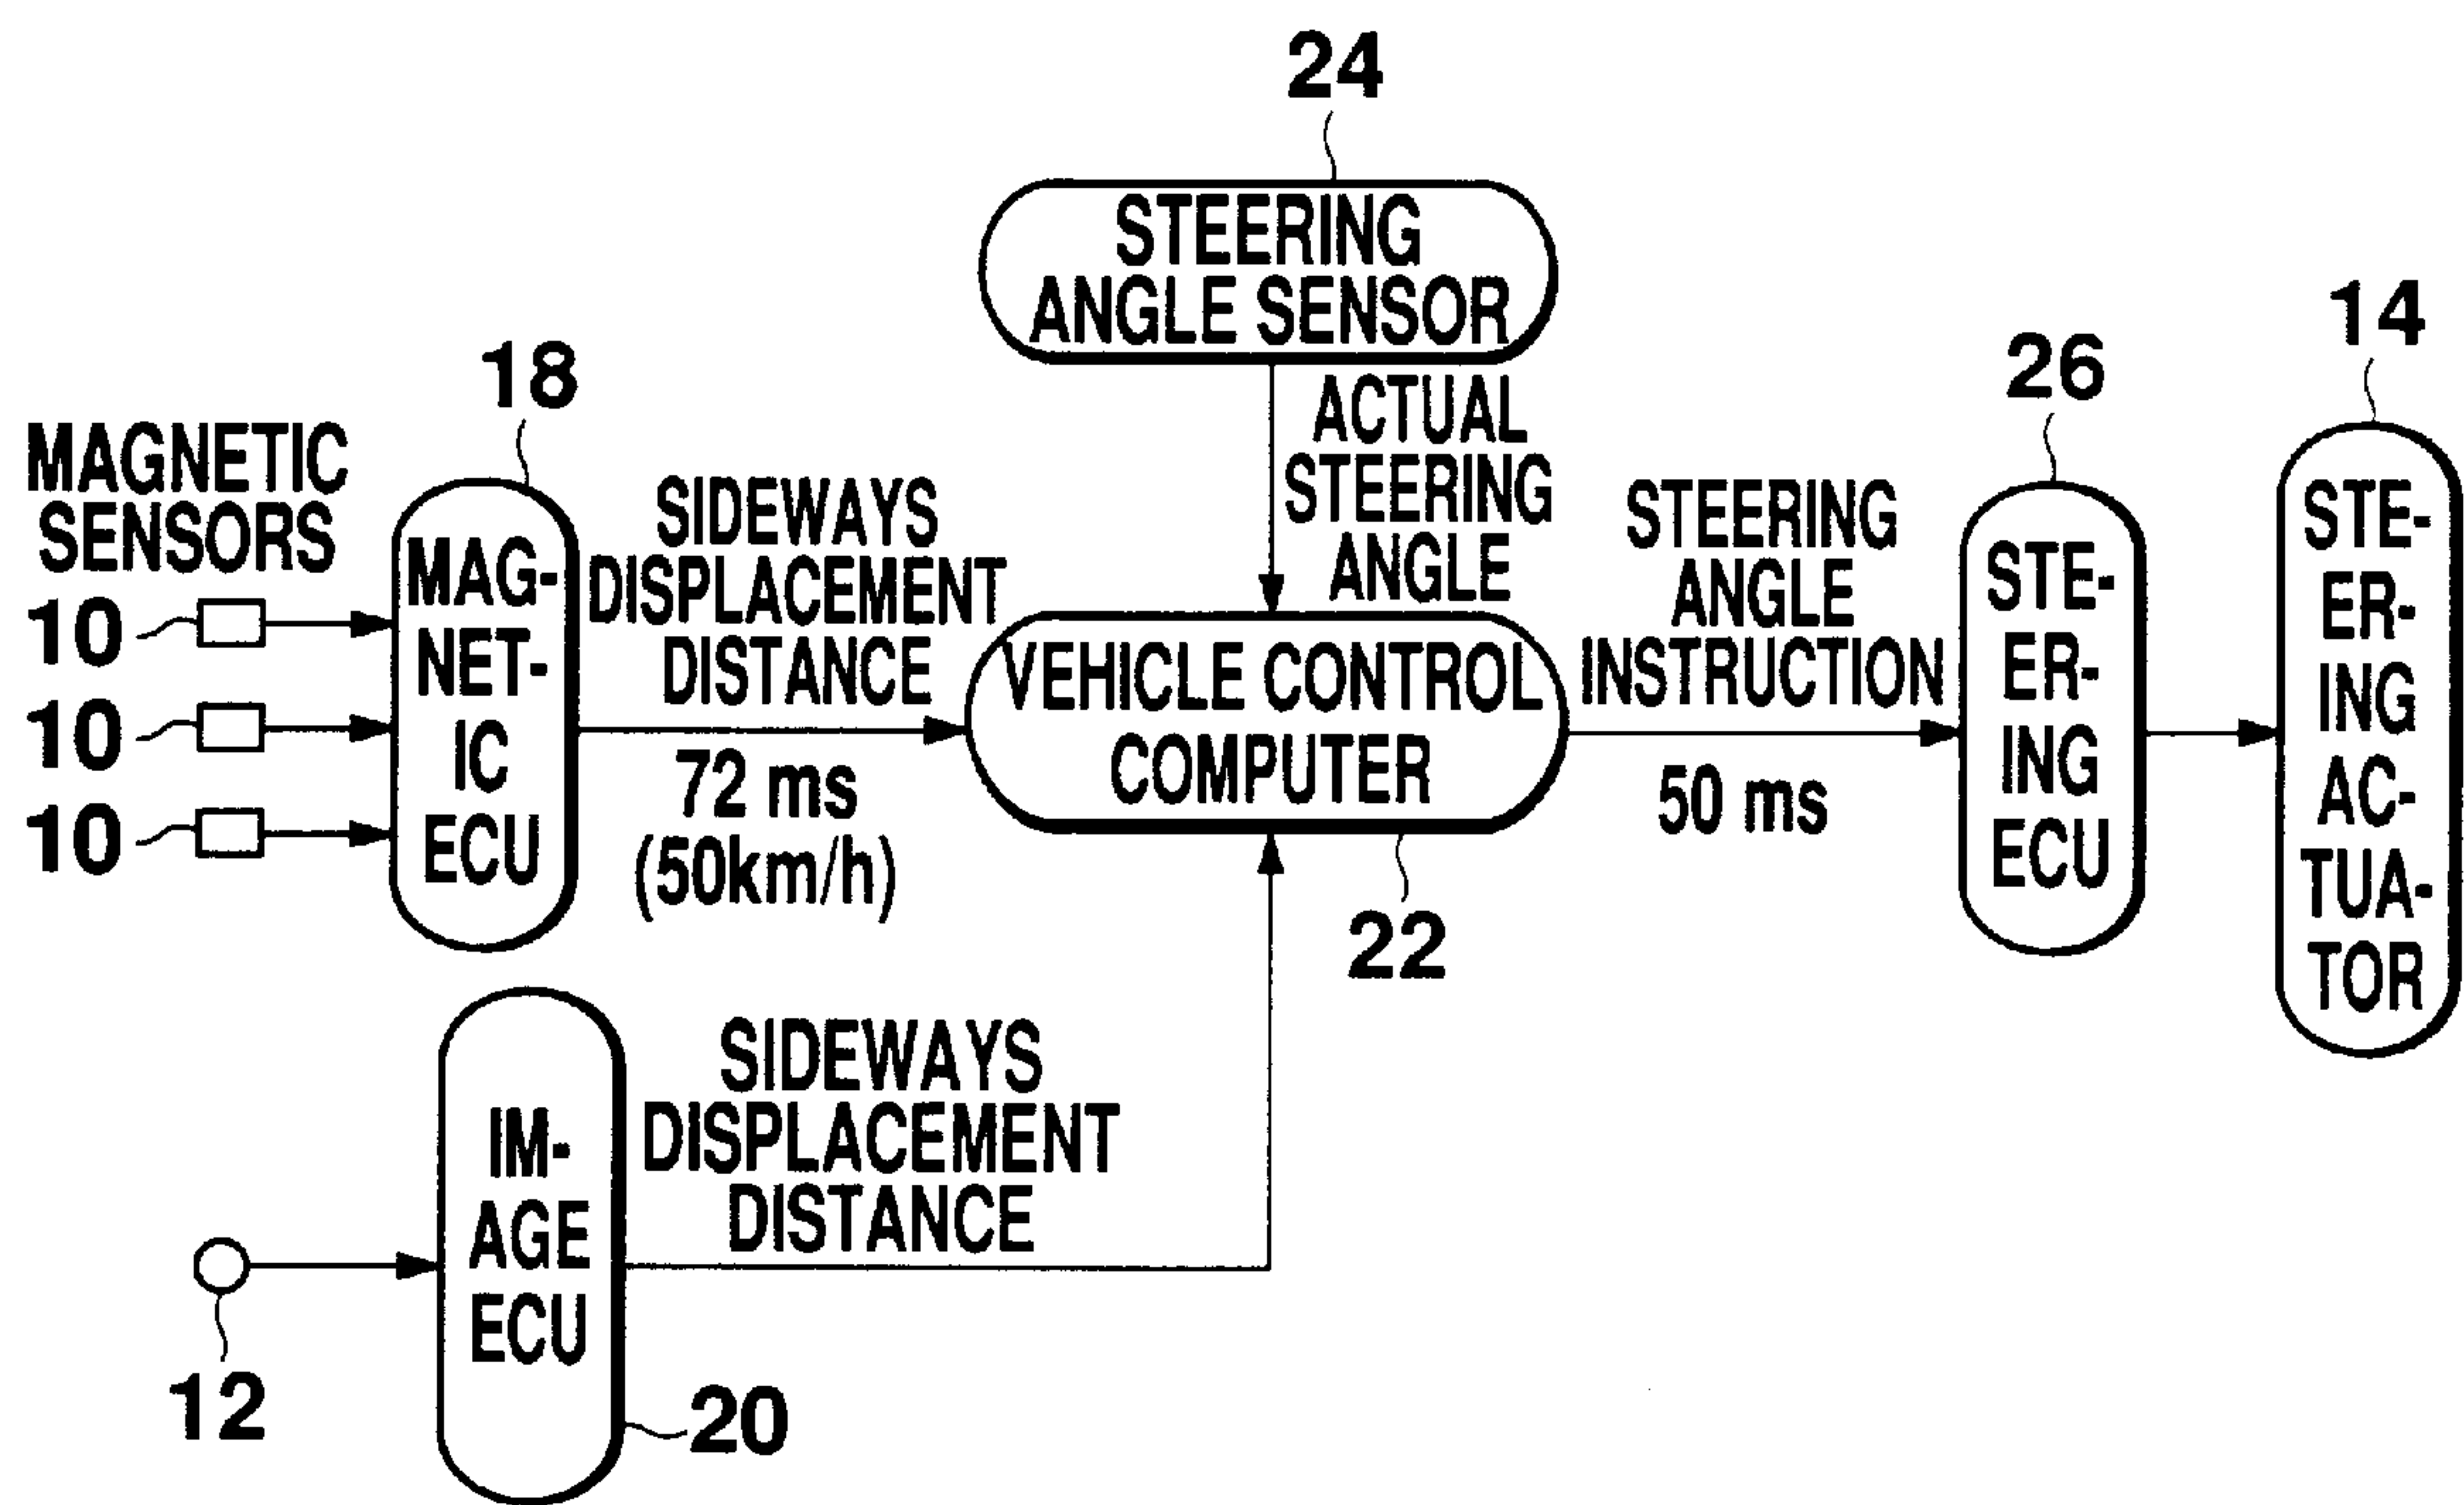 24
STEERING
ANGLE SENSOR
14
26
18
ACTUAL
STEERING
ANGLE
MAGNETIC
SENSORS
10
10
10
MAG-
NET-
IC
ECU
SIDEWAYS
DISPLACEMENT
DISTANCE
72 ms
(50km/h)
VEHICLE CONTROL
COMPUTER
22
STEERING
ANGLE
INSTRUCTION
50 ms
STE-
ER-
ING
ECU
STE-
ER-
ING
AC-
TUA-
TOR
IM-
AGE
ECU
SIDEWAYS
DISPLACEMENT
DISTANCE
12
20